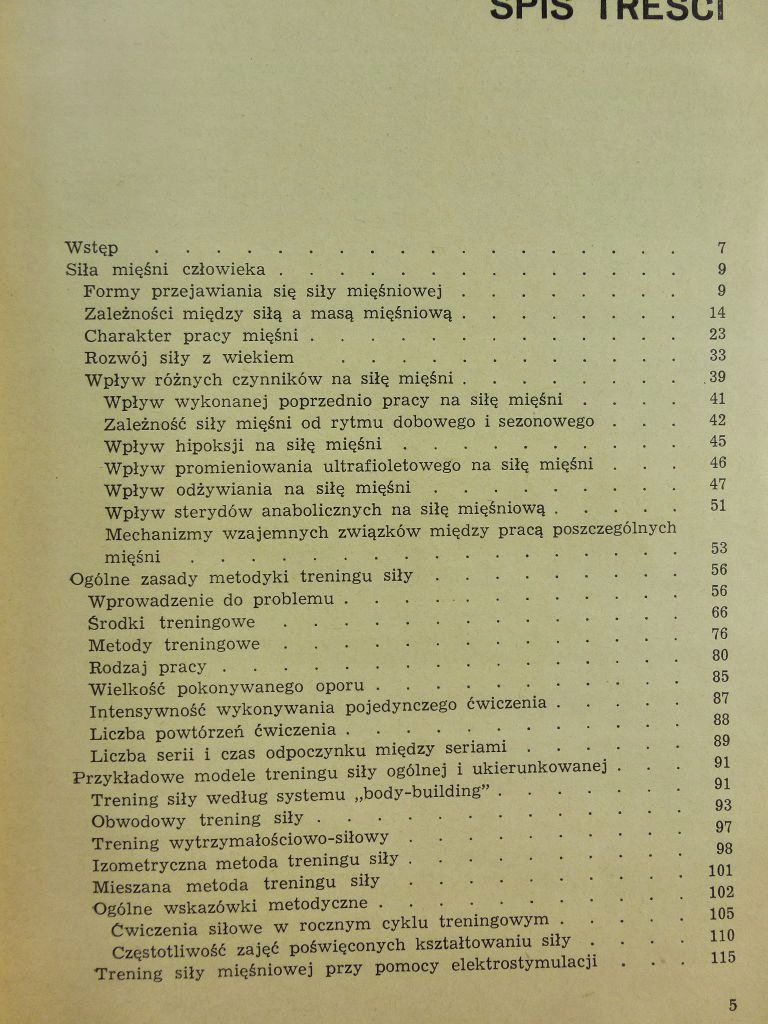 SPIS TREŚCI
Wstęp . . . . . . . . . . . . . . . . . . 7
Siła mięśni człowieka . . . . . . . . . . . . . 9
Formy przejawiania się siły mięśniowej . . . . . . . . 9
Zależności między siłą a masą mięśniową . . . . . . . . 14
Charakter pracy mięśni . . . . . . . . . . . . . 23
Rozwój siły z wiekiem . . . . . . . . . . . . 33
Wpływ różnych czynników na siłę mięśni . . . . . . . . 39
Wpływ wykonanej poprzednio pracy na siłę mięśni . . . . 41
Zależność siły mięśni od rytmu dobowego i sezonowego . . . 42
Wpływ hipoksji na siłę mięśni . . . . . . . . . . 45
Wpływ promieniowania ultrafioletowego na siłę mięśni . . . 46
Wpływ odżywiania na siłę mięśni . . . . . . . . . 47
Wpływ sterydów anabolicznych na siłę mięśniową . . . . . 51
Mechanizmy wzajemnych związków między pracą poszczególnych
mięśni . . . . . . . . . . . . . . . . . 53
Ogólne zasady metodyki treningu siły . . . . . . . . . 56
Wprowadzenie do problemu . . . . . . . . . . . . 56
Środki treningowe . . . . . . . . . . . . . . 66
Metody treningowe . . . . . . . . . . . . . . 76
Rodzaj pracy . . . . . . . . . . . . . . . . 80
Wielkość pokonywanego oporu . . . . . . . . . . . 85
Intensywność wykonywania pojedynczego ćwiczenia . . . . . 87
Liczba powtórzeń ćwiczenia . . . . . . . . . . . . 88
Liczba serii i czas odpoczynku między seriami . . . . . . 89
Przykładowe modele treningu siły ogólnej i ukierunkowanej . . . 91
Trening siły według systemu „body-building” . . . . . . . 91
Obwodowy trening siły . . . . . . . . . . . . . 93
Trening wytrzymałościowo-siłowy . . . . . . . . . . 97
Izometryczna metoda treningu siły . . . . . . . . . . 98
Mieszana metoda treningu siły . . . . . . . . . . 101
Ogólne wskazówki metodyczne . . . . . . . . . . . 102
Ćwiczenia siłowe w rocznym cyklu treningowym . . . . . 105
Częstotliwość zajęć poświęconych kształtowaniu siły . . . . 110
Trening siły mięśniowej przy pomocy elektrostymulacji . . . 115
5